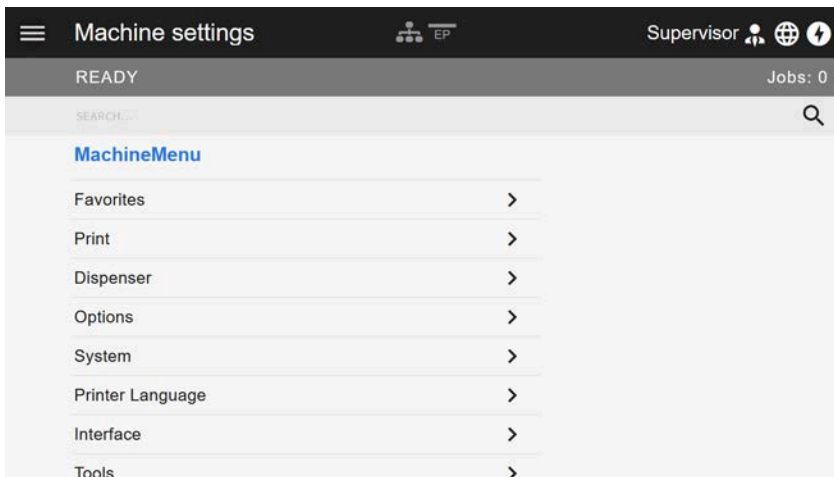 Machine settings EP Supervisor
READY Jobs: 0
SEARCH...
MachineMenu
Favorites
Print
Dispenser
Options
System
Printer Language
Interface
Tools